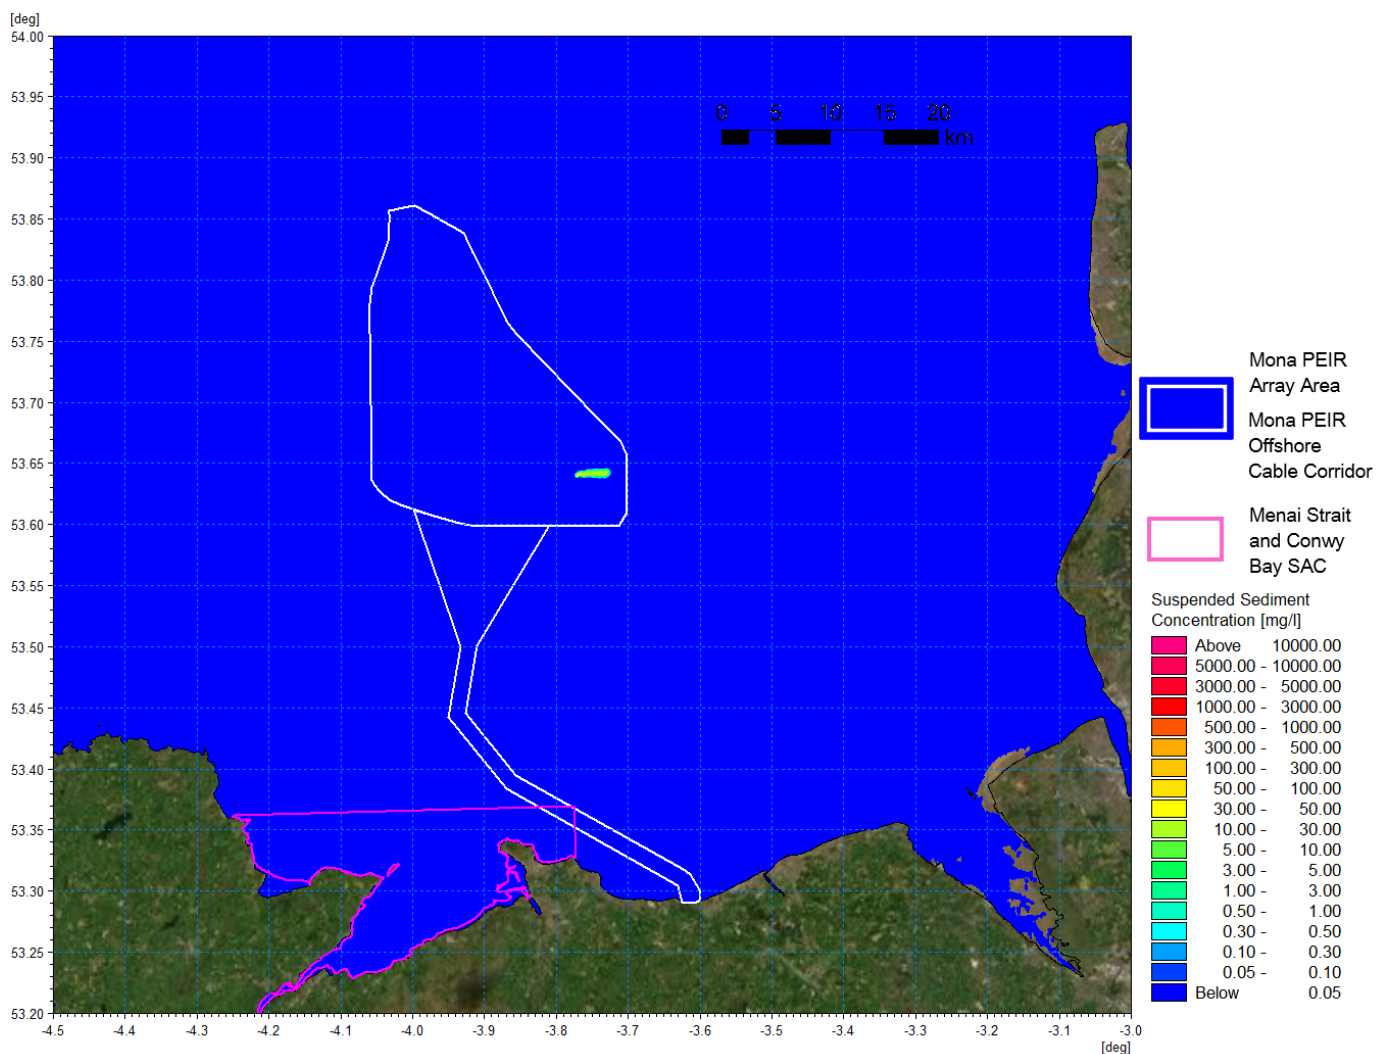 [deg]
54.00
53.95
53.90
53.85
53.80
53.75
53.70
53.65
53.60
53.55
53.50
53.45
53.40
53.35
53.30
53.25
53.20
-4.5 -4.4 -4.3 -4.2 -4.1 -4.0 -3.9 -3.8 -3.7 -3.6 -3.5 -3.4 -3.3 -3.2 -3.1 -3.0
[deg]
0 5 10 15 20
km
Mona PEIR
Array Area
Mona PEIR
Offshore
Cable Corridor
Menai Strait
and Conwy
Bay SAC
Suspended Sediment
Concentration [mg/l]
Above 10000.00
5000.00 - 10000.00
3000.00 - 5000.00
1000.00 - 3000.00
500.00 - 1000.00
300.00 - 500.00
100.00 - 300.00
50.00 - 100.00
30.00 - 50.00
10.00 - 30.00
5.00 - 10.00
3.00 - 5.00
1.00 - 3.00
0.50 - 1.00
0.30 - 0.50
0.10 - 0.30
0.05 - 0.10
Below 0.05